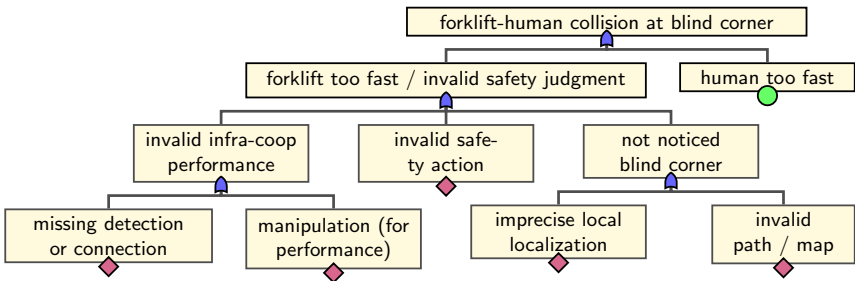 forklift-human collision at blind corner
forklift too fast / invalid safety judgment
human too fast
invalid infra-coop
performance
invalid safe-
ty action
not noticed
blind corner
missing detection
or connection
manipulation (for
performance)
imprecise local
localization
invalid
path / map